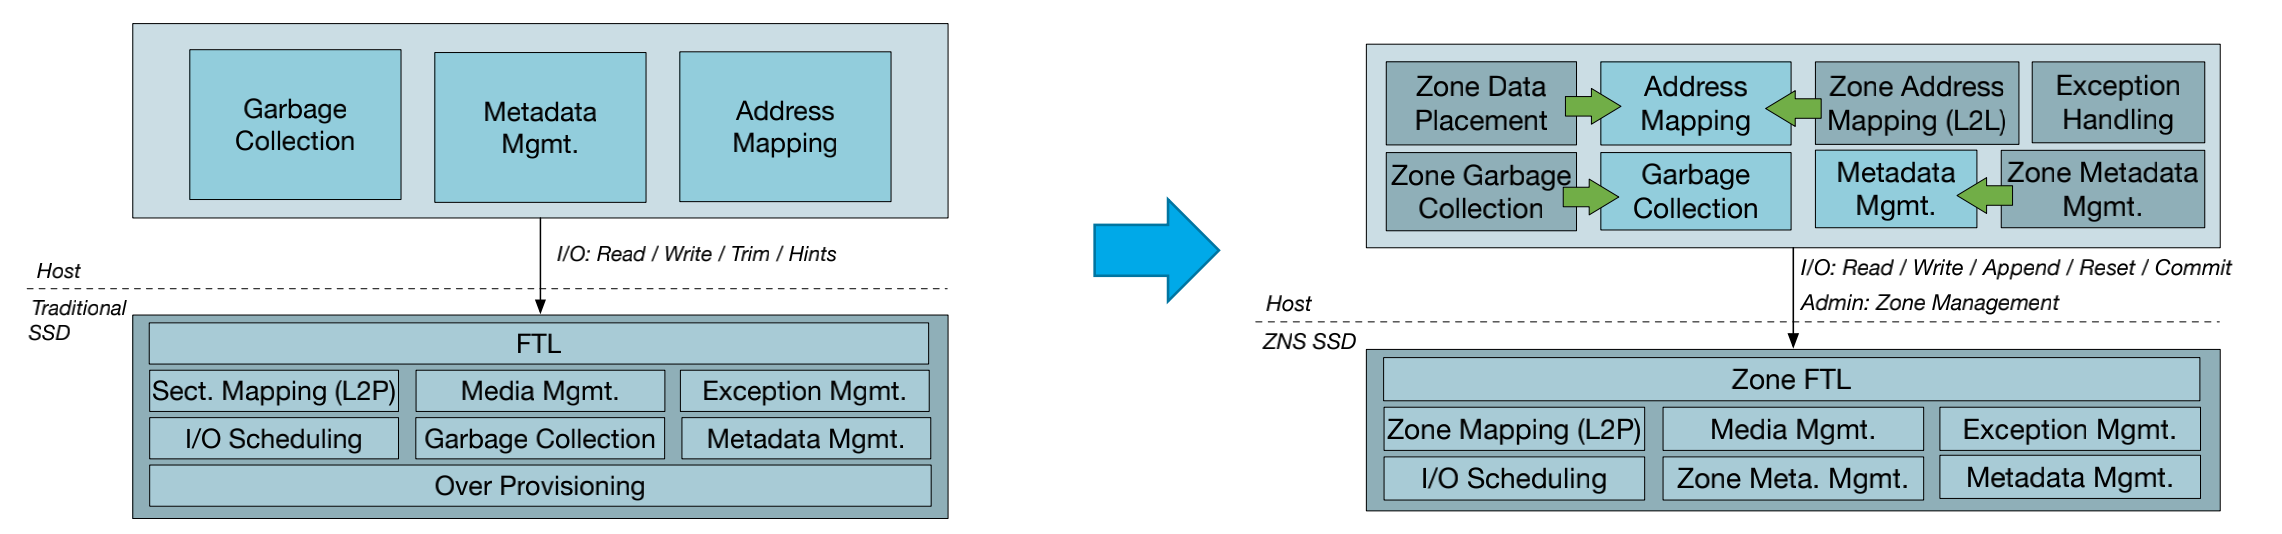 Garbage
Collection
Metadata
Mgmt.
Address
Mapping
I/O: Read / Write / Trim / Hints
Host
Traditional
SSD
FTL
Sect. Mapping (L2P)
Media Mgmt.
Exception Mgmt.
I/O Scheduling
Garbage Collection
Metadata Mgmt.
Over Provisioning
Zone Data
Placement
Address
Mapping
Zone Address
Mapping (L2L)
Exception
Handling
Zone Garbage
Collection
Garbage
Collection
Metadata
Mgmt.
Zone Metadata
Mgmt.
I/O: Read / Write / Append / Reset / Commit
Admin: Zone Management
Host
ZNS SSD
Zone FTL
Zone Mapping (L2P)
Media Mgmt.
Exception Mgmt.
I/O Scheduling
Zone Meta. Mgmt.
Metadata Mgmt.